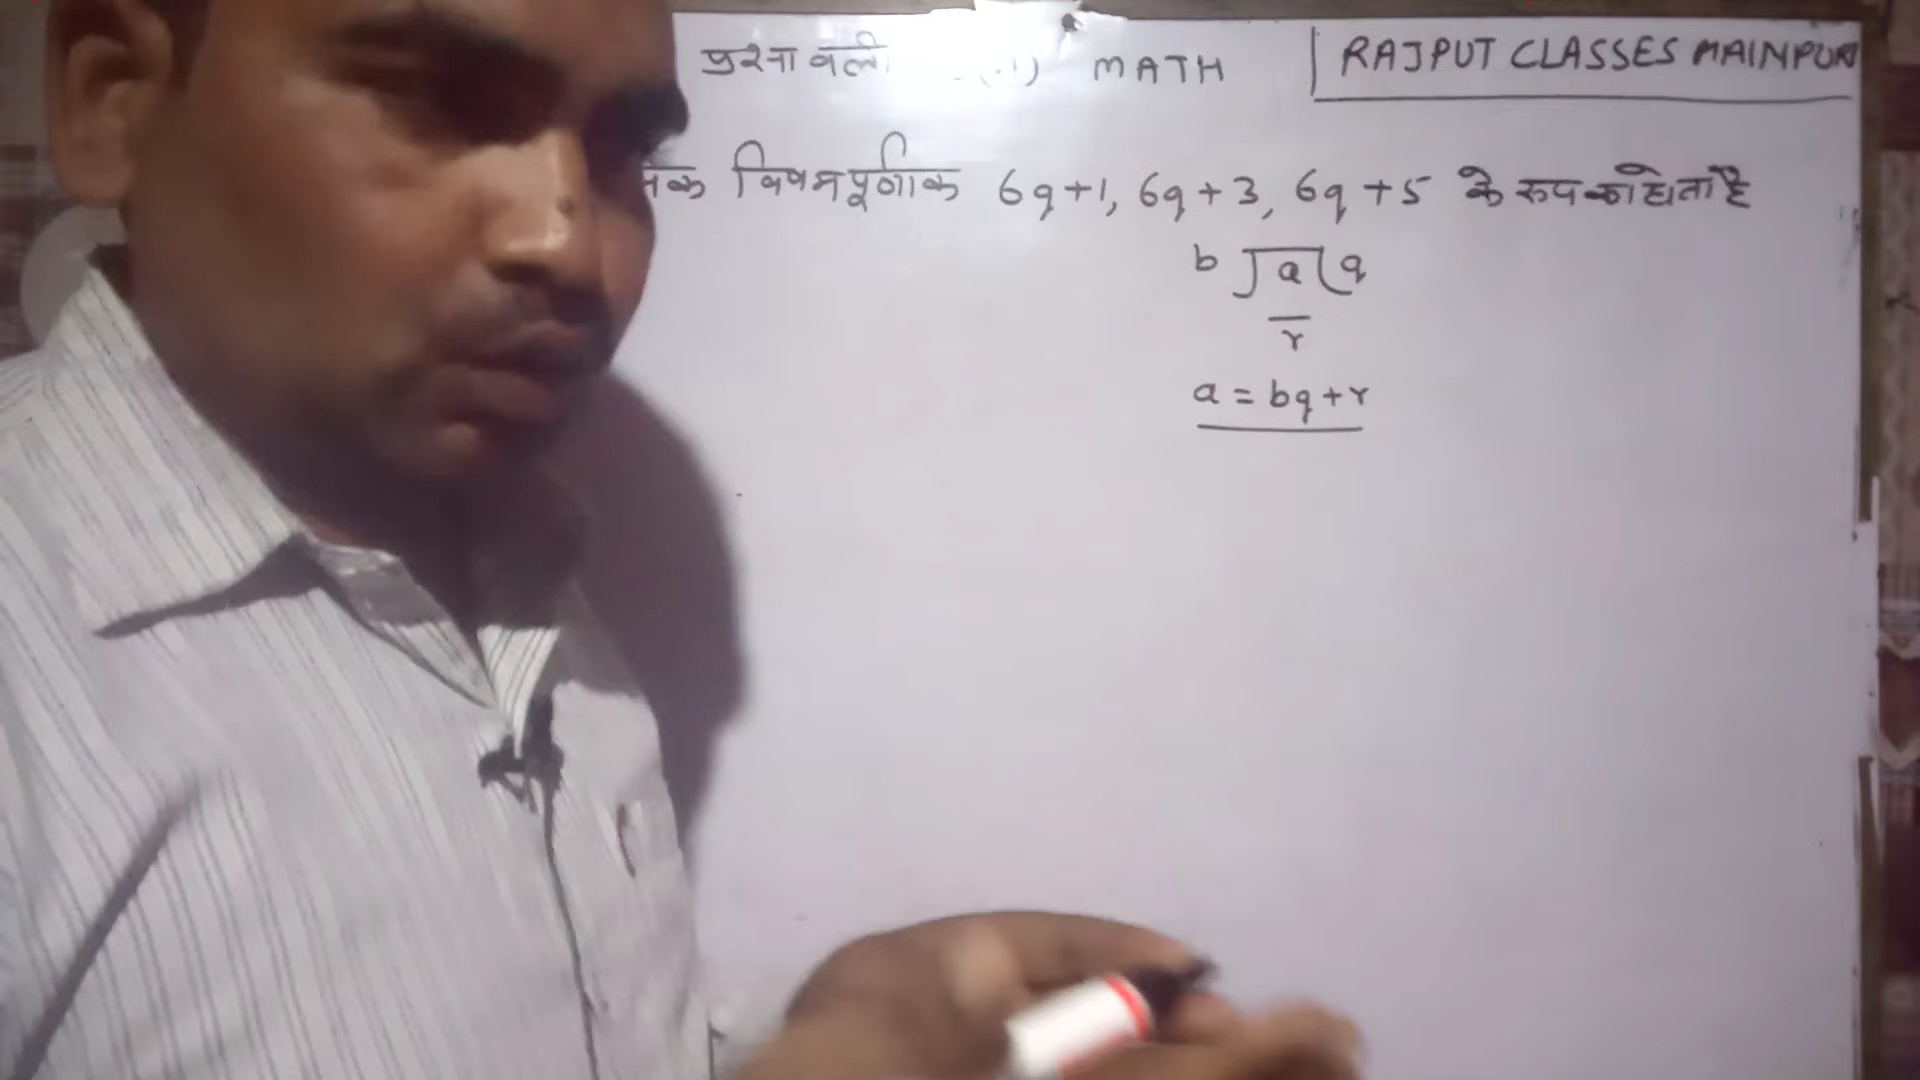 प्रश्नावली (.1) MATH
RAJPUT CLASSES MAINPUR
विषम पूर्णांक 6q+1, 6q+3, 6q+5 के रूप का होता है
b a q
r
a = bq+r